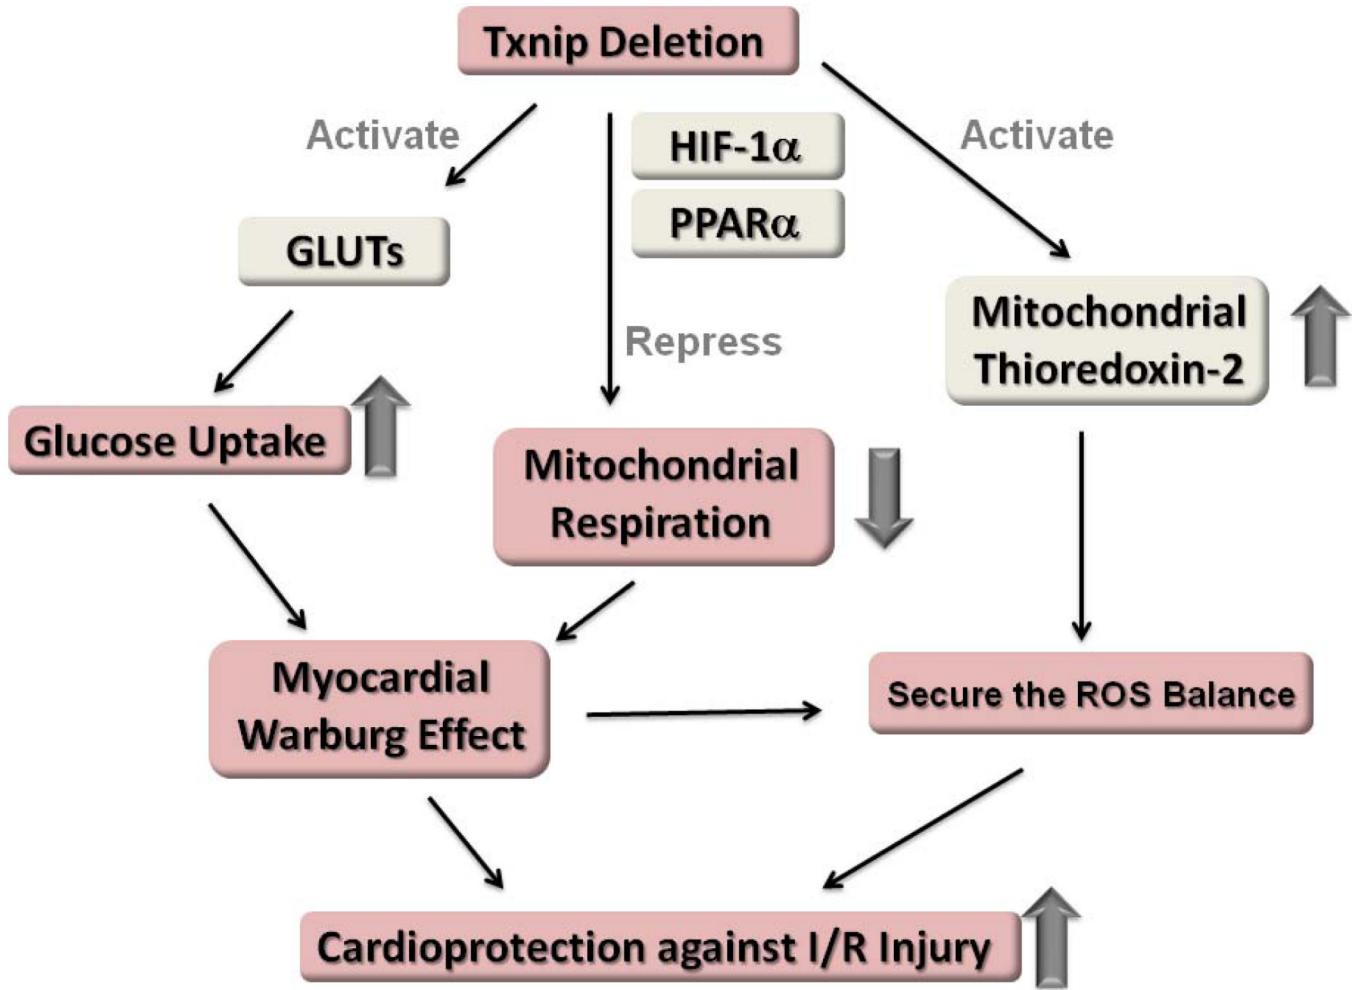 Txnip Deletion
Activate
HIF-1α
Activate
PPARα
GLUTs
Mitochondrial
Thioredoxin-2
Repress
Glucose Uptake
Mitochondrial
Respiration
Myocardial
Warburg Effect
Secure the ROS Balance
Cardioprotection against I/R Injury